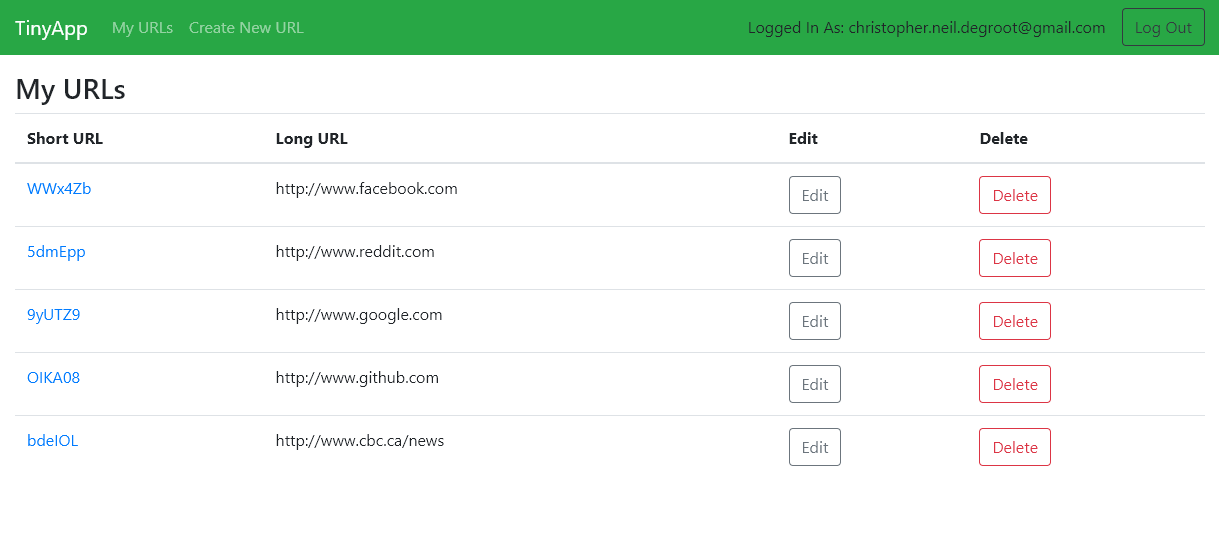 TinyApp My URLs Create New URL Logged In As: christopher.neil.degroot@gmail.com Log Out
My URLs
Short URL Long URL Edit Delete
WWx4Zb http://www.facebook.com Edit Delete
5dmEpp http://www.reddit.com Edit Delete
9yUTZ9 http://www.google.com Edit Delete
OIKA08 http://www.github.com Edit Delete
bdeIOL http://www.cbc.ca/news Edit Delete